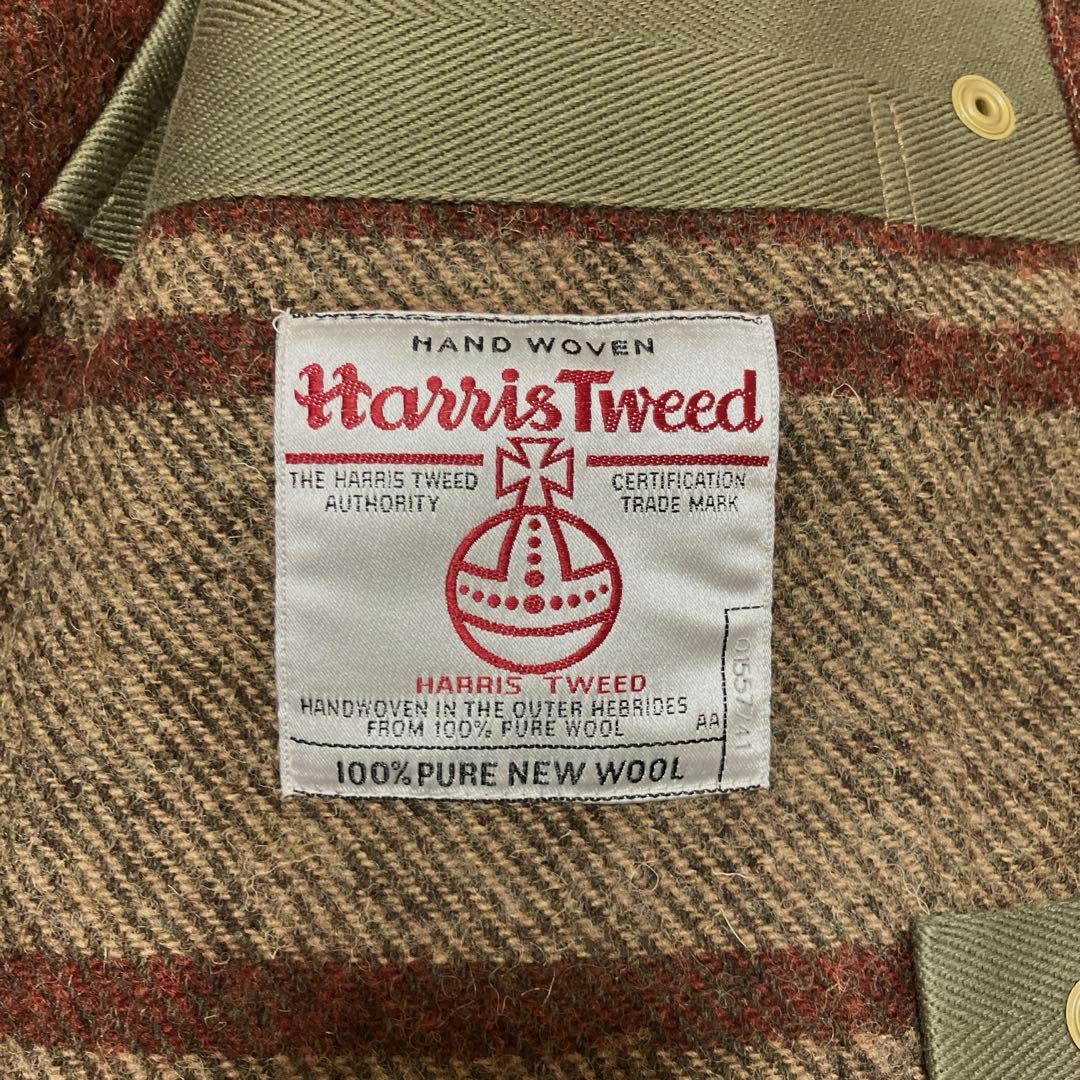 HAND WOVEN
Harris Tweed
THE HARRIS TWEED
AUTHORITY
CERTIFICATION
TRADE MARK
HARRIS TWEED
HANDWOVEN IN THE OUTER HEBRIDES
FROM 100% PURE WOOL
AA
01557741
100% PURE NEW WOOL